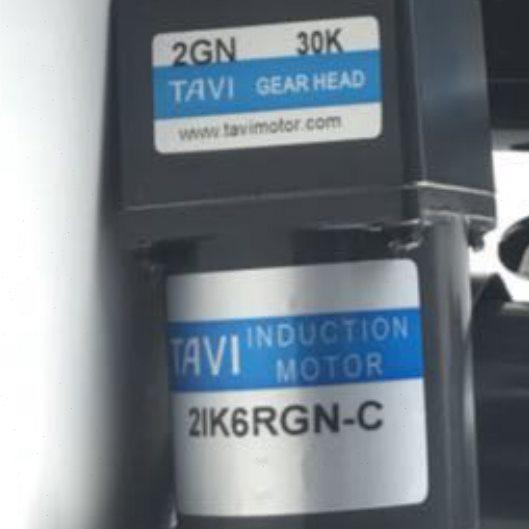 2GN 30K
TAVI GEAR HEAD
www.tavimotor.com
TAVI INDUCTION
MOTOR
2IK6RGN-C